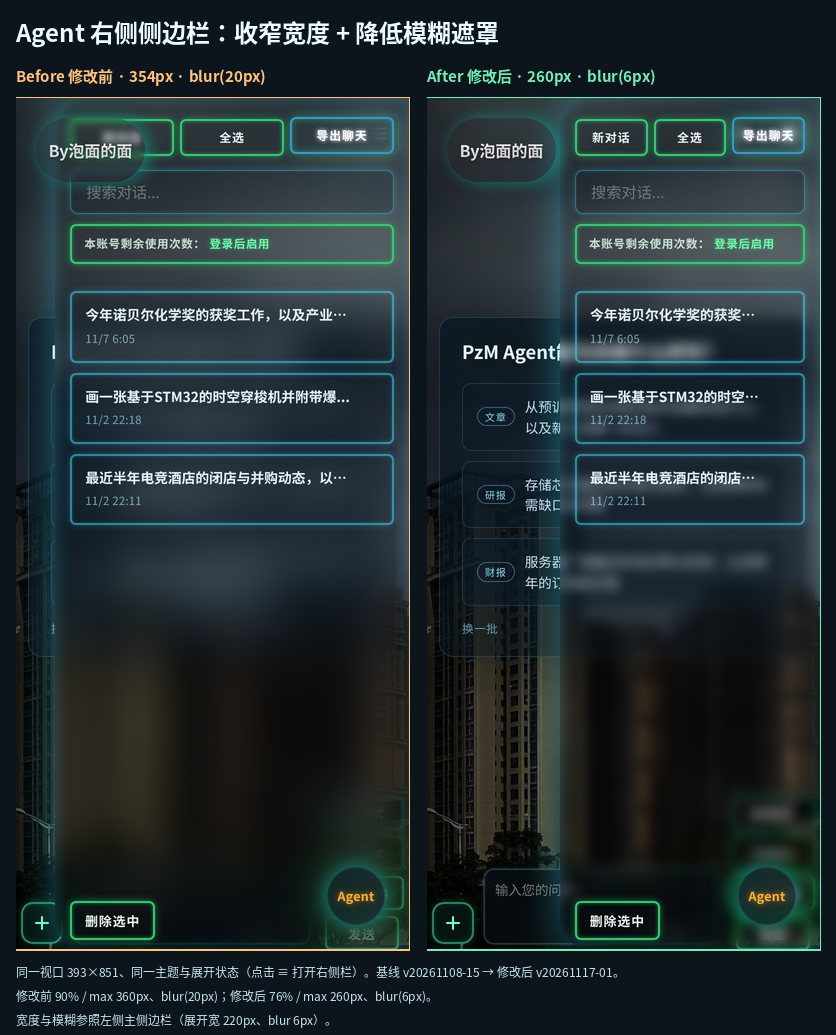 Agent 右侧侧边栏：收窄宽度 + 降低模糊遮罩
Before 修改前 · 354px · blur(20px)
全选
导出聊天
By泡面的面
搜索对话...
本账号剩余使用次数： 登录后启用
今年诺贝尔化学奖的获奖工作，以及产业…
11/7 6:05
画一张基于STM32的时空穿梭机并附带爆...
11/2 22:18
最近半年电竞酒店的闭店与并购动态，以…
11/2 22:11
Agent
+
删除选中
发送
After 修改后 · 260px · blur(6px)
新对话
全选
导出聊天
By泡面的面
搜索对话...
本账号剩余使用次数： 登录后启用
今年诺贝尔化学奖的获奖…
11/7 6:05
PzM Agent
画一张基于STM32的时空…
11/2 22:18
文章
从预训
以及新
最近半年电竞酒店的闭店…
11/2 22:11
研报
存储芯
需缺口
财报
服务器
年的订
换一批
输入您的问
Agent
+
删除选中
同一视口 393×851、同一主题与展开状态（点击 ≡ 打开右侧栏）。基线 v20261108-15 → 修改后 v20261117-01。
修改前 90% / max 360px、blur(20px)；修改后 76% / max 260px、blur(6px)。
宽度与模糊参照左侧主侧边栏（展开宽 220px、blur 6px）。